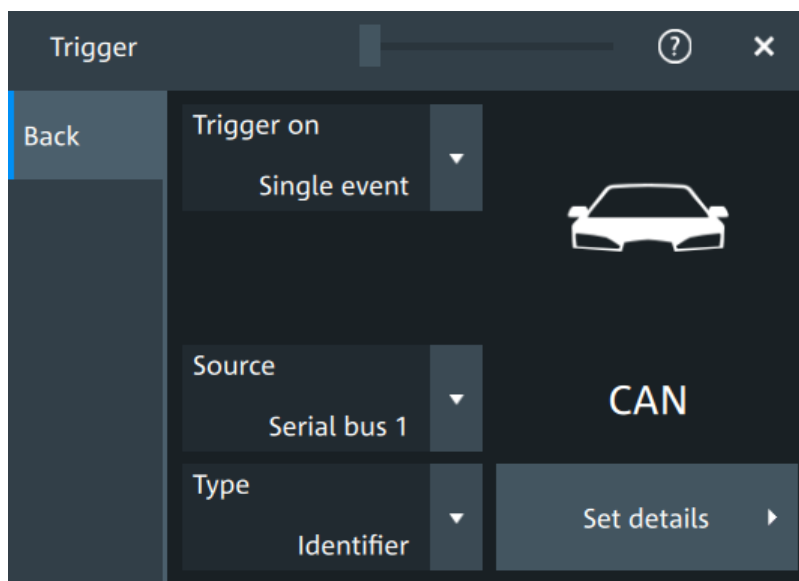 Trigger
?
Back
Trigger on
Single event
Source
Serial bus 1
CAN
Type
Identifier
Set details